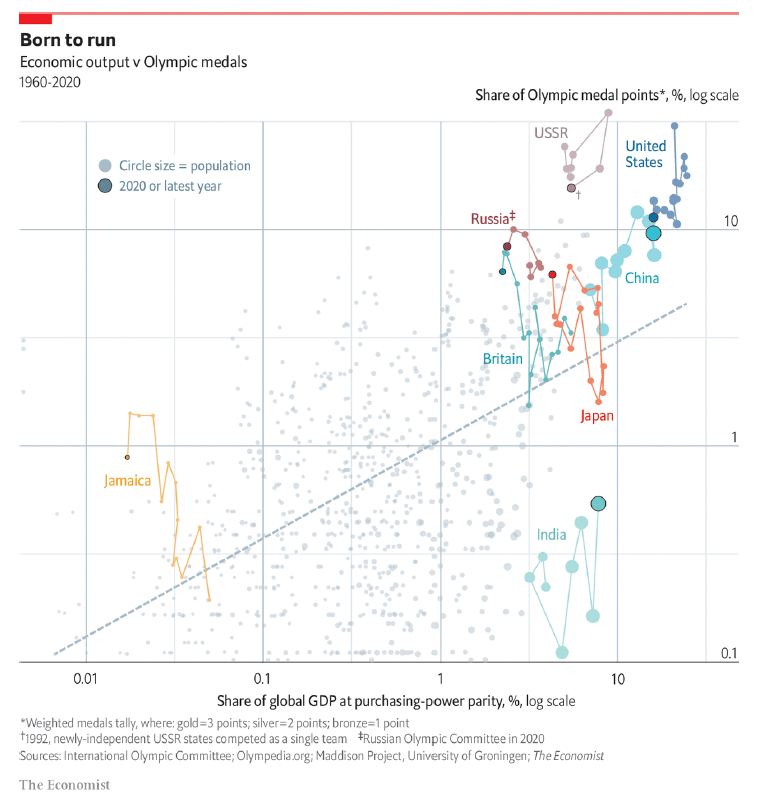 Born to run
Economic output v Olympic medals
1960-2020
Share of Olympic medal points*, %, log scale
Circle size = population
2020 or latest year
USSR
†
United
States
Russia‡
10
China
Britain
Japan
1
Jamaica
India
0.1
0.01
0.1
1
10
Share of global GDP at purchasing-power parity, %, log scale
*Weighted medals tally, where: gold=3 points; silver=2 points; bronze=1 point
†1992, newly-independent USSR states competed as a single team ‡Russian Olympic Committee in 2020
Sources: International Olympic Committee; Olympedia.org; Maddison Project, University of Groningen; The Economist
The Economist